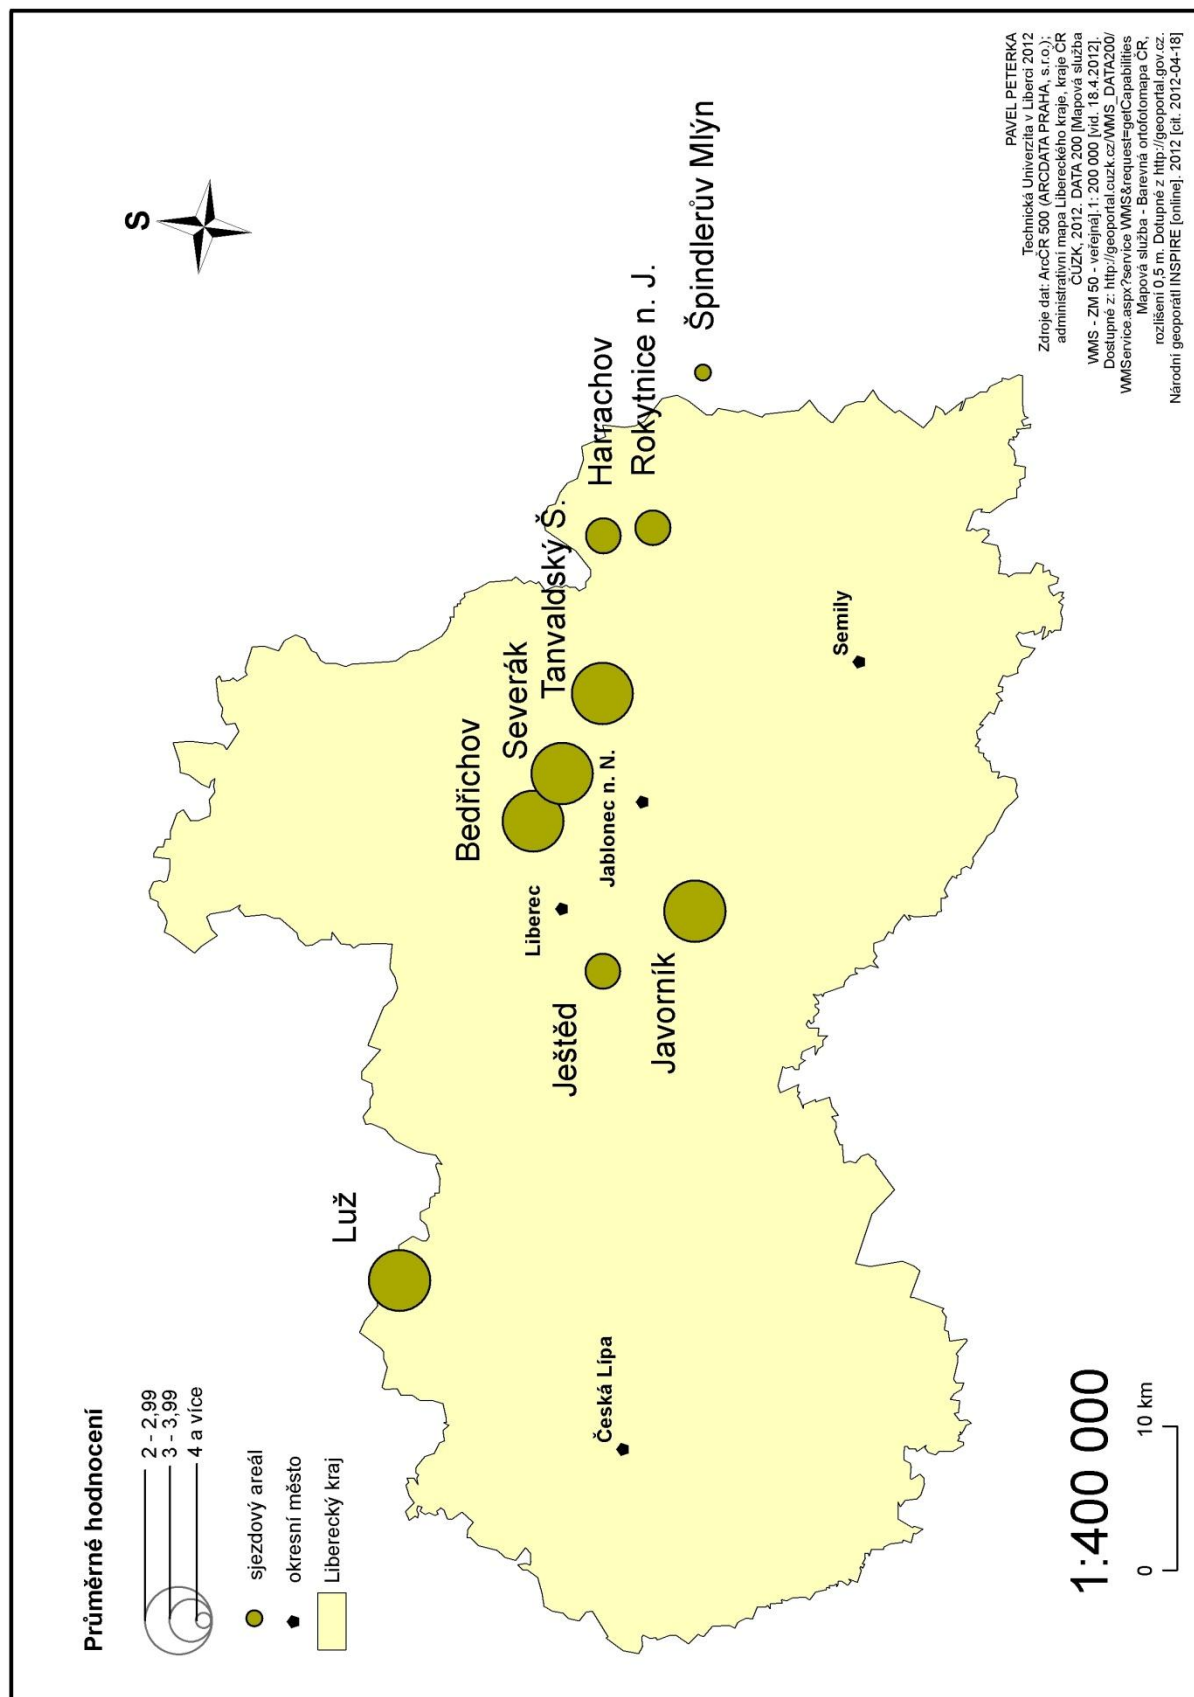 Průměrné hodnocení
2 - 2,99
3 - 3,99
4 a více
sjezdový areál
okresní město
Liberecký kraj
S
Luž
Bedřichov
Severák
Tanvaldský Š.
Harrachov
Rokytnice n. J.
Špindlerův Mlýn
Liberec
Jablonec n. N.
Ještěd
Javorník
Česká Lípa
Semily
1:400 000
0 10 km
PAVEL PETERKA
Technická Univerzita v Liberci 2012
Zdroje dat: ArcČR 500 (ARCDATA PRAHA, s.r.o.);
administrativní mapa Libereckého kraje, kraje ČR
ČÚZK, 2012. DATA 200 [Mapová služba
WMS - ZM 50 - veřejná].1: 200 000 [vid. 18.4.2012].
Dostupné z: http://geoportal.cuzk.cz/WMS_DATA200/
WMService.aspx?service WMS&request=getCapabilities
Mapová služba - Barevná ortofotomapa ČR,
rozlišení 0,5 m. Dotupné z http://geoportal.gov.cz.
Národní geoporátl INSPIRE [online]. 2012 [cit. 2012-04-18]